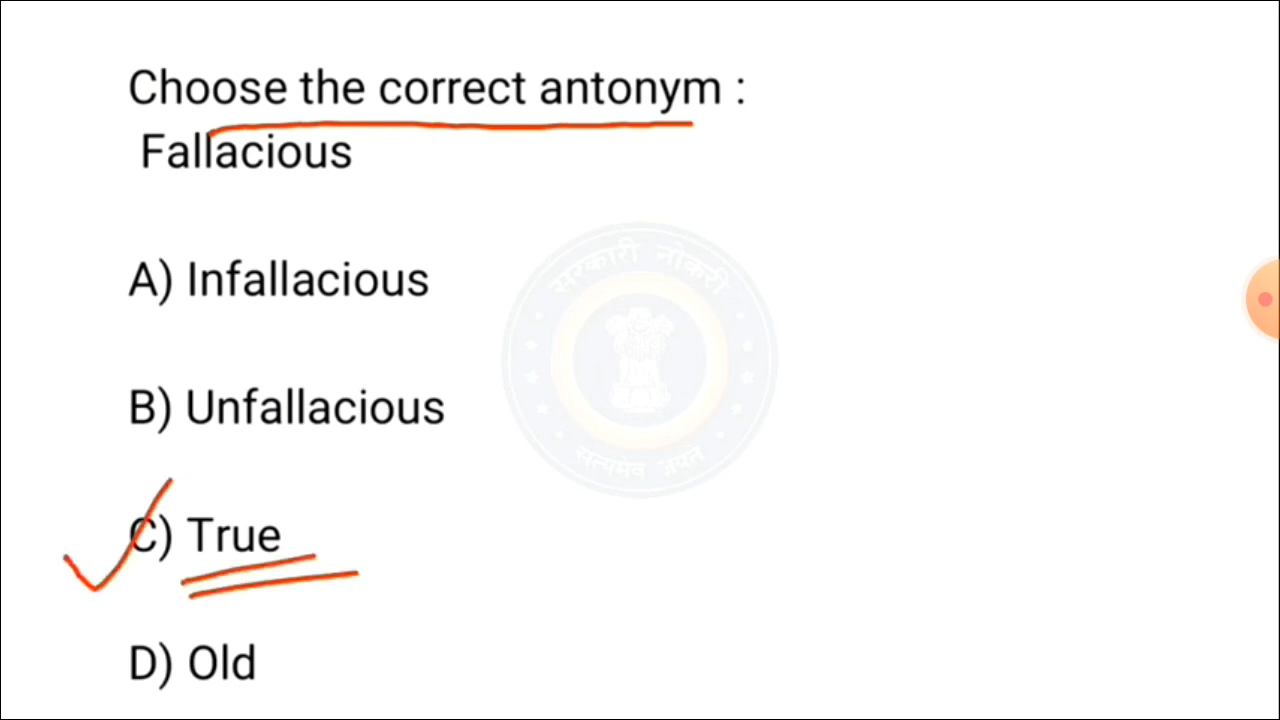 Choose the correct antonym :
Fallacious
A) Infallacious
सरकारी नोकरी
B) Unfallacious
सत्यमेव जयते
C) True
D) Old